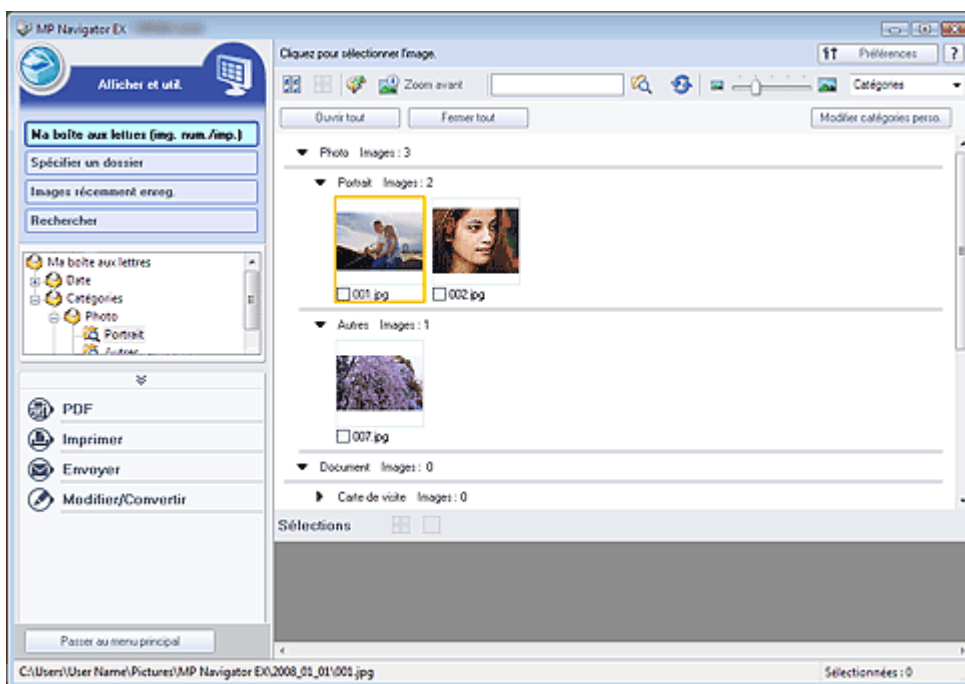 MP Navigator EX
Afficher et util.
Ma boîte aux lettres (img. num./imp.)
Spécifier un dossier
Images récemment enreg.
Rechercher
Ma boîte aux lettres
Date
Catégories
Photo
Portrait
Autres
PDF
Imprimer
Envoyer
Modifier/Convertir
Passer au menu principal
Cliquez pour sélectionner l'image.
Préférences
?
Zoom avant
Catégories
Ouvrir tout
Fermer tout
Modifier catégories perso.
Photo Images : 3
Portrait Images : 2
001.jpg
002.jpg
Autres Images : 1
007.jpg
Document Images : 0
Carte de visite Images : 0
Sélections
C:\Users\User Name\Pictures\MP Navigator EX\2008_01_01\001.jpg
Sélectionnées : 0